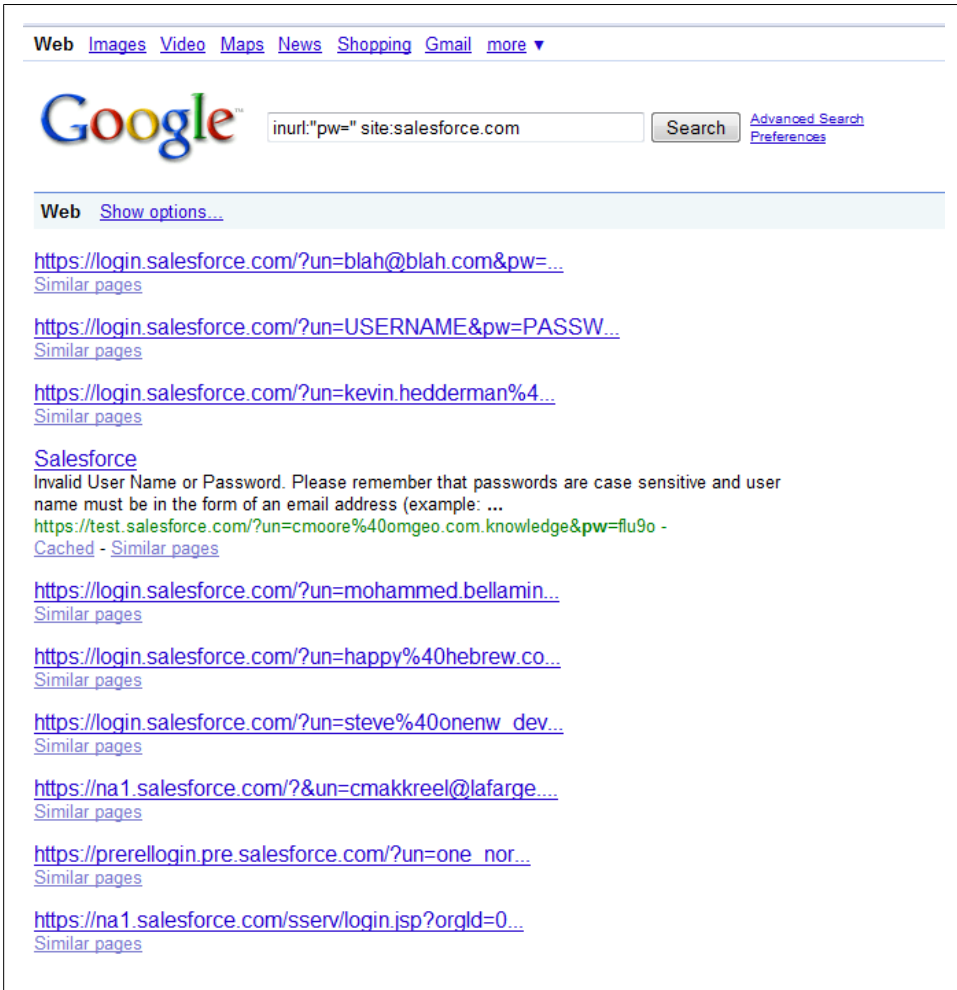 Web Images Video Maps News Shopping Gmail more ▼
Google™ inurl:"pw=" site:salesforce.com Search Advanced Search
Preferences
Web Show options...
https://login.salesforce.com/?un=blah@blah.com&pw=...
Similar pages
https://login.salesforce.com/?un=USERNAME&pw=PASSW...
Similar pages
https://login.salesforce.com/?un=kevin.hedderman%4...
Similar pages
Salesforce
Invalid User Name or Password. Please remember that passwords are case sensitive and user
name must be in the form of an email address (example: ...
https://test.salesforce.com/?un=cmoore%40omgeo.com.knowledge&pw=flu9o -
Cached - Similar pages
https://login.salesforce.com/?un=mohammed.bellamin...
Similar pages
https://login.salesforce.com/?un=happy%40hebrew.co...
Similar pages
https://login.salesforce.com/?un=steve%40onenw_dev...
Similar pages
https://na1.salesforce.com/?&un=cmakkreel@lafarge....
Similar pages
https://prerellogin.pre.salesforce.com/?un=one_nor...
Similar pages
https://na1.salesforce.com/sserv/login.jsp?orgId=0...
Similar pages